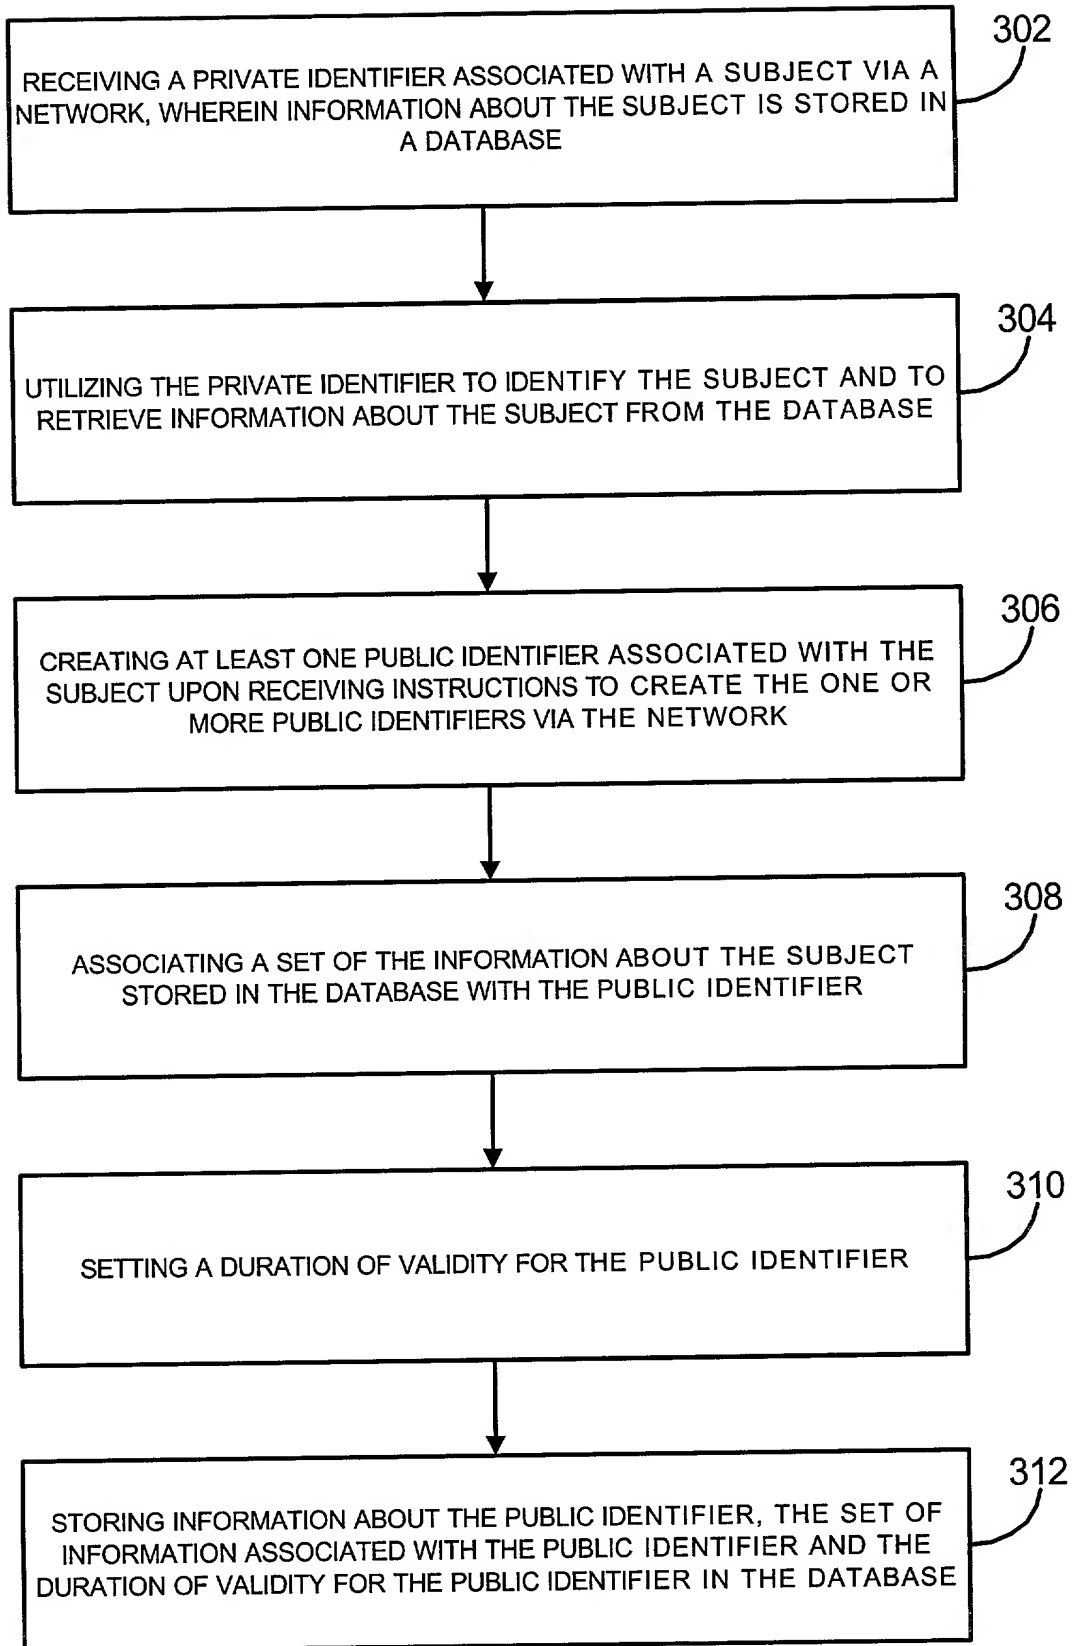 302
RECEIVING A PRIVATE IDENTIFIER ASSOCIATED WITH A SUBJECT VIA A
NETWORK, WHEREIN INFORMATION ABOUT THE SUBJECT IS STORED IN
A DATABASE
304
UTILIZING THE PRIVATE IDENTIFIER TO IDENTIFY THE SUBJECT AND TO
RETRIEVE INFORMATION ABOUT THE SUBJECT FROM THE DATABASE
306
CREATING AT LEAST ONE PUBLIC IDENTIFIER ASSOCIATED WITH THE
SUBJECT UPON RECEIVING INSTRUCTIONS TO CREATE THE ONE OR
MORE PUBLIC IDENTIFIERS VIA THE NETWORK
308
ASSOCIATING A SET OF THE INFORMATION ABOUT THE SUBJECT
STORED IN THE DATABASE WITH THE PUBLIC IDENTIFIER
310
SETTING A DURATION OF VALIDITY FOR THE PUBLIC IDENTIFIER
312
STORING INFORMATION ABOUT THE PUBLIC IDENTIFIER, THE SET OF
INFORMATION ASSOCIATED WITH THE PUBLIC IDENTIFIER AND THE
DURATION OF VALIDITY FOR THE PUBLIC IDENTIFIER IN THE DATABASE